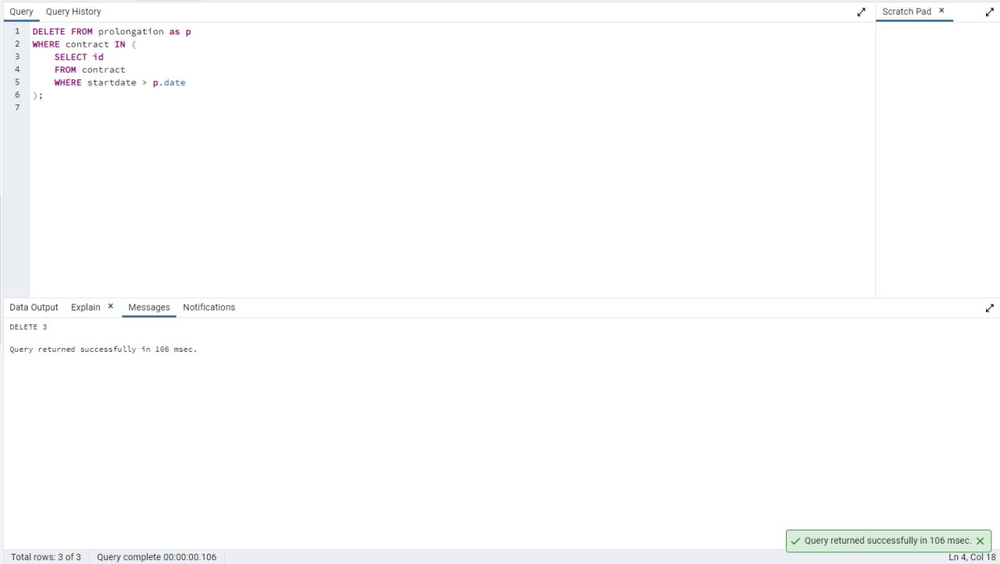 Query Query History
Scratch Pad ×
1 DELETE FROM prolongation as p
2 WHERE contract IN (
3 SELECT id
4 FROM contract
5 WHERE startdate > p.date
6 );
7
Data Output Explain × Messages Notifications
DELETE 3
Query returned successfully in 106 msec.
Query returned successfully in 106 msec. ×
Total rows: 3 of 3 Query complete 00:00:00.106 Ln 4, Col 18